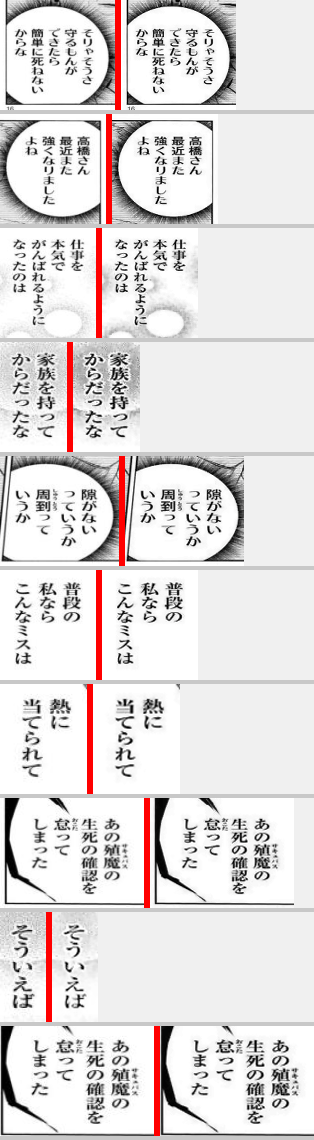 そりゃそうさ
守るもんが
できたら
簡単に死ねない
からな
そりゃそうさ
守るもんが
できたら
簡単に死ねない
からな
16
高橋さん
最近また
強くなりました
よね
高橋さん
最近また
強くなりました
よね
仕事を
本気で
がんばれるように
なったのは
仕事を
本気で
がんばれるように
なったのは
家族を持って
からだったな
家族を持って
からだったな
隙がない
っていうか
周到って
いうか
隙がない
っていうか
周到って
いうか
普段の
私なら
こんなミスは
普段の
私なら
こんなミスは
熱に
当てられて
熱に
当てられて
あの殖魔の
生死の確認を
怠って
しまった
あの殖魔の
生死の確認を
怠って
しまった
そういえば
そういえば
あの殖魔の
生死の確認を
怠って
しまった
あの殖魔の
生死の確認を
怠って
しまった